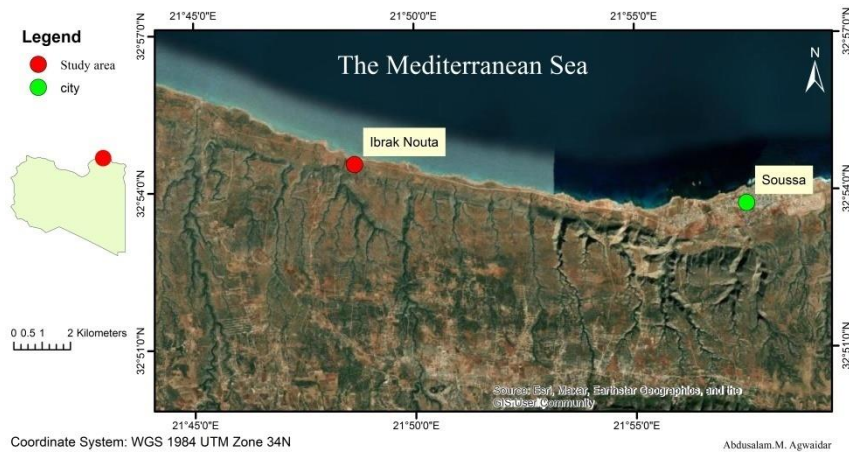 21°45'0"E 21°50'0"E 21°55'0"E
32°57'0"N 32°57'0"N
Legend
Study area
city
The Mediterranean Sea
N
Ibrak Nouta
Soussa
32°54'0"N 32°54'0"N
0 0.5 1 2 Kilometers
32°51'0"N 32°51'0"N
Source: Esri, Maxar, Earthstar Geographics, and the
GIS User Community
21°45'0"E 21°50'0"E 21°55'0"E
Coordinate System: WGS 1984 UTM Zone 34N
Abdusalam.M. Agwaidar